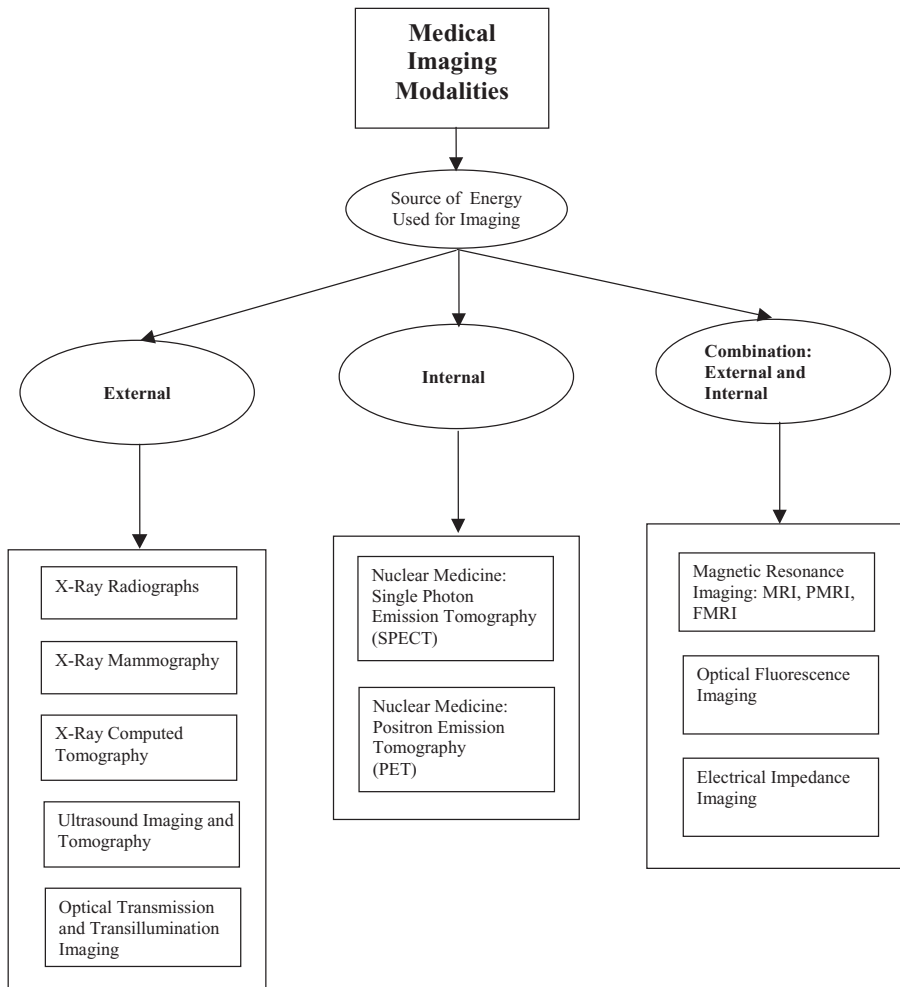 Medical
Imaging
Modalities
Source of Energy
Used for Imaging
External
Internal
Combination:
External and
Internal
X-Ray Radiographs
X-Ray Mammography
X-Ray Computed
Tomography
Ultrasound Imaging and
Tomography
Optical Transmission
and Transillumination
Imaging
Nuclear Medicine:
Single Photon
Emission Tomography
(SPECT)
Nuclear Medicine:
Positron Emission
Tomography
(PET)
Magnetic Resonance
Imaging: MRI, PMRI,
FMRI
Optical Fluorescence
Imaging
Electrical Impedance
Imaging